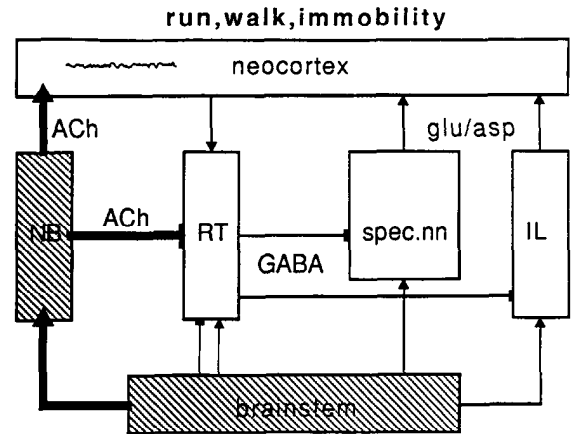 run,walk,immobility
neocortex
ACh
glu/asp
NB
ACh
RT
spec.nn
IL
GABA
brainstem